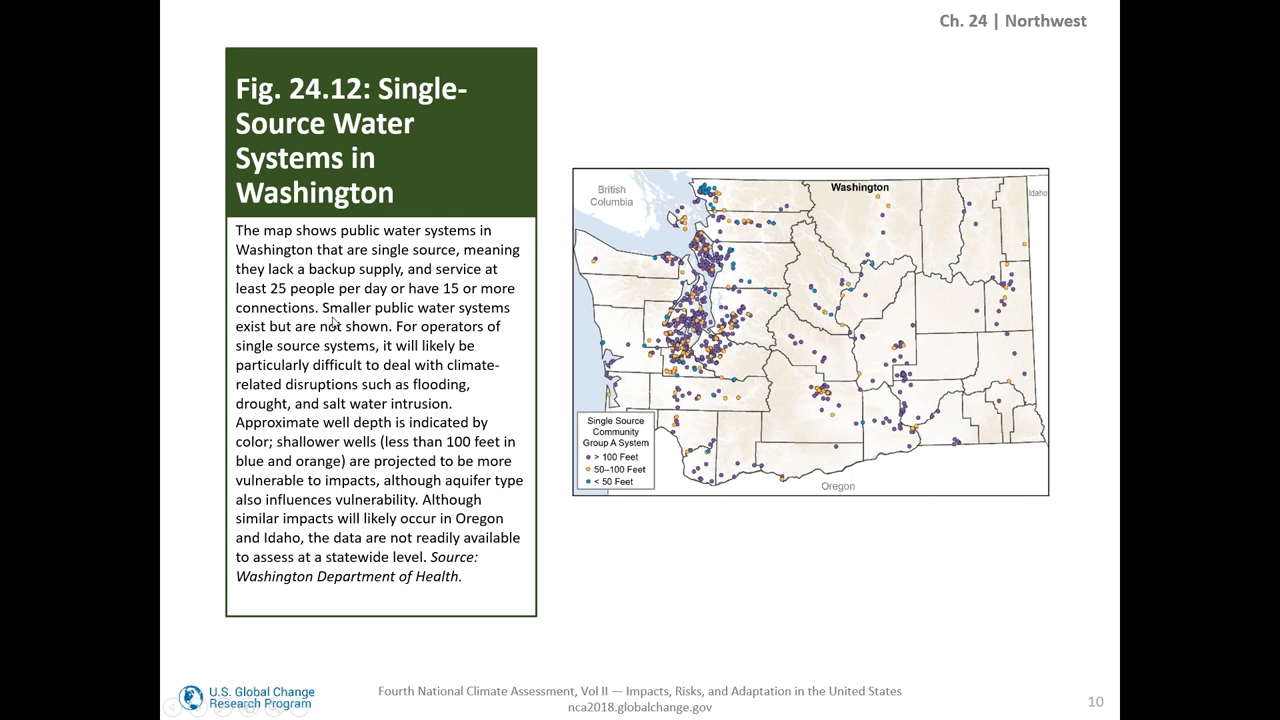 Ch. 24 | Northwest
Fig. 24.12: Single-
Source Water
Systems in
Washington
The map shows public water systems in
Washington that are single source, meaning
they lack a backup supply, and service at
least 25 people per day or have 15 or more
connections. Smaller public water systems
exist but are not shown. For operators of
single source systems, it will likely be
particularly difficult to deal with climate-
related disruptions such as flooding,
drought, and salt water intrusion.
Approximate well depth is indicated by
color; shallower wells (less than 100 feet in
blue and orange) are projected to be more
vulnerable to impacts, although aquifer type
also influences vulnerability. Although
similar impacts will likely occur in Oregon
and Idaho, the data are not readily available
to assess at a statewide level. Source:
Washington Department of Health.
British
Columbia
Washington
Idaho
Single Source
Community
Group A System
> 100 Feet
50–100 Feet
< 50 Feet
Oregon
U.S. Global Change
Research Program
Fourth National Climate Assessment, Vol II — Impacts, Risks, and Adaptation in the United States
nca2018.globalchange.gov
10